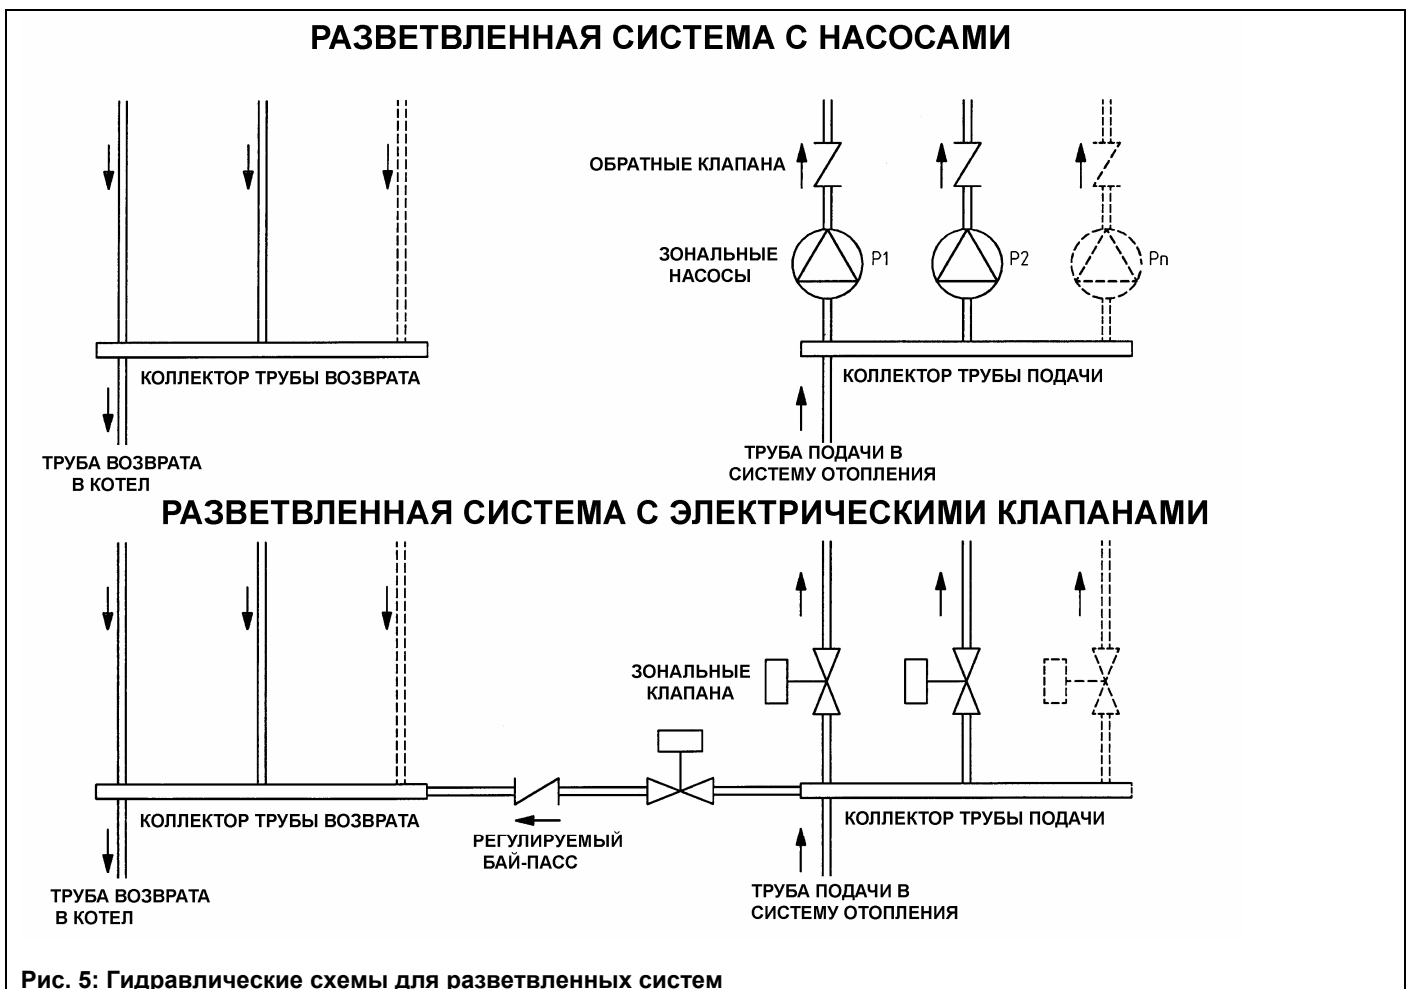 РАЗВЕТВЛЕННАЯ СИСТЕМА С НАСОСАМИ
ОБРАТНЫЕ КЛАПАНА
ЗОНАЛЬНЫЕ
НАСОСЫ
P1
P2
Pn
КОЛЛЕКТОР ТРУБЫ ВОЗВРАТА
КОЛЛЕКТОР ТРУБЫ ПОДАЧИ
ТРУБА ВОЗВРАТА
В КОТЕЛ
ТРУБА ПОДАЧИ В
СИСТЕМУ ОТОПЛЕНИЯ
РАЗВЕТВЛЕННАЯ СИСТЕМА С ЭЛЕКТРИЧЕСКИМИ КЛАПАНАМИ
ЗОНАЛЬНЫЕ
КЛАПАНА
КОЛЛЕКТОР ТРУБЫ ВОЗВРАТА
КОЛЛЕКТОР ТРУБЫ ПОДАЧИ
РЕГУЛИРУЕМЫЙ
БАЙ-ПАСС
ТРУБА ВОЗВРАТА
В КОТЕЛ
ТРУБА ПОДАЧИ В
СИСТЕМУ ОТОПЛЕНИЯ
Рис. 5: Гидравлические схемы для разветвленных систем